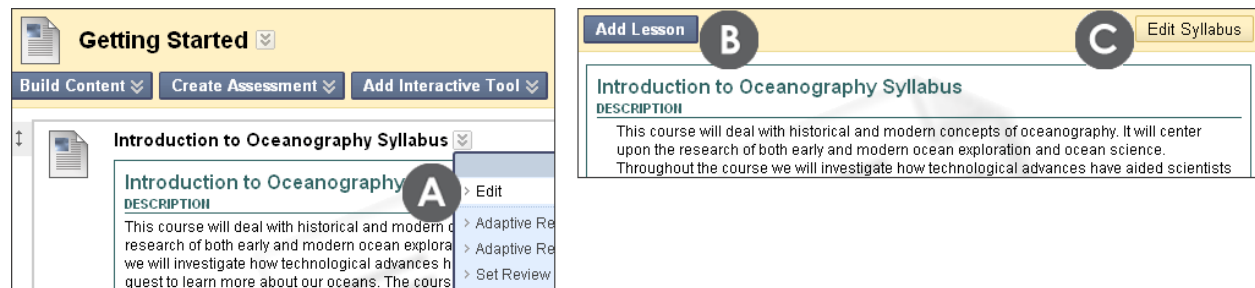 Getting Started
Build Content
Create Assessment
Add Interactive Tool
Introduction to Oceanography Syllabus
Introduction to Oceanography
DESCRIPTION
This course will deal with historical and modern
research of both early and modern ocean explora
we will investigate how technological advances h
quest to learn more about our oceans. The cours
A
> Edit
> Adaptive Re
> Adaptive Re
> Set Review
Add Lesson
B
C
Edit Syllabus
Introduction to Oceanography Syllabus
DESCRIPTION
This course will deal with historical and modern concepts of oceanography. It will center
upon the research of both early and modern ocean exploration and ocean science.
Throughout the course we will investigate how technological advances have aided scientists